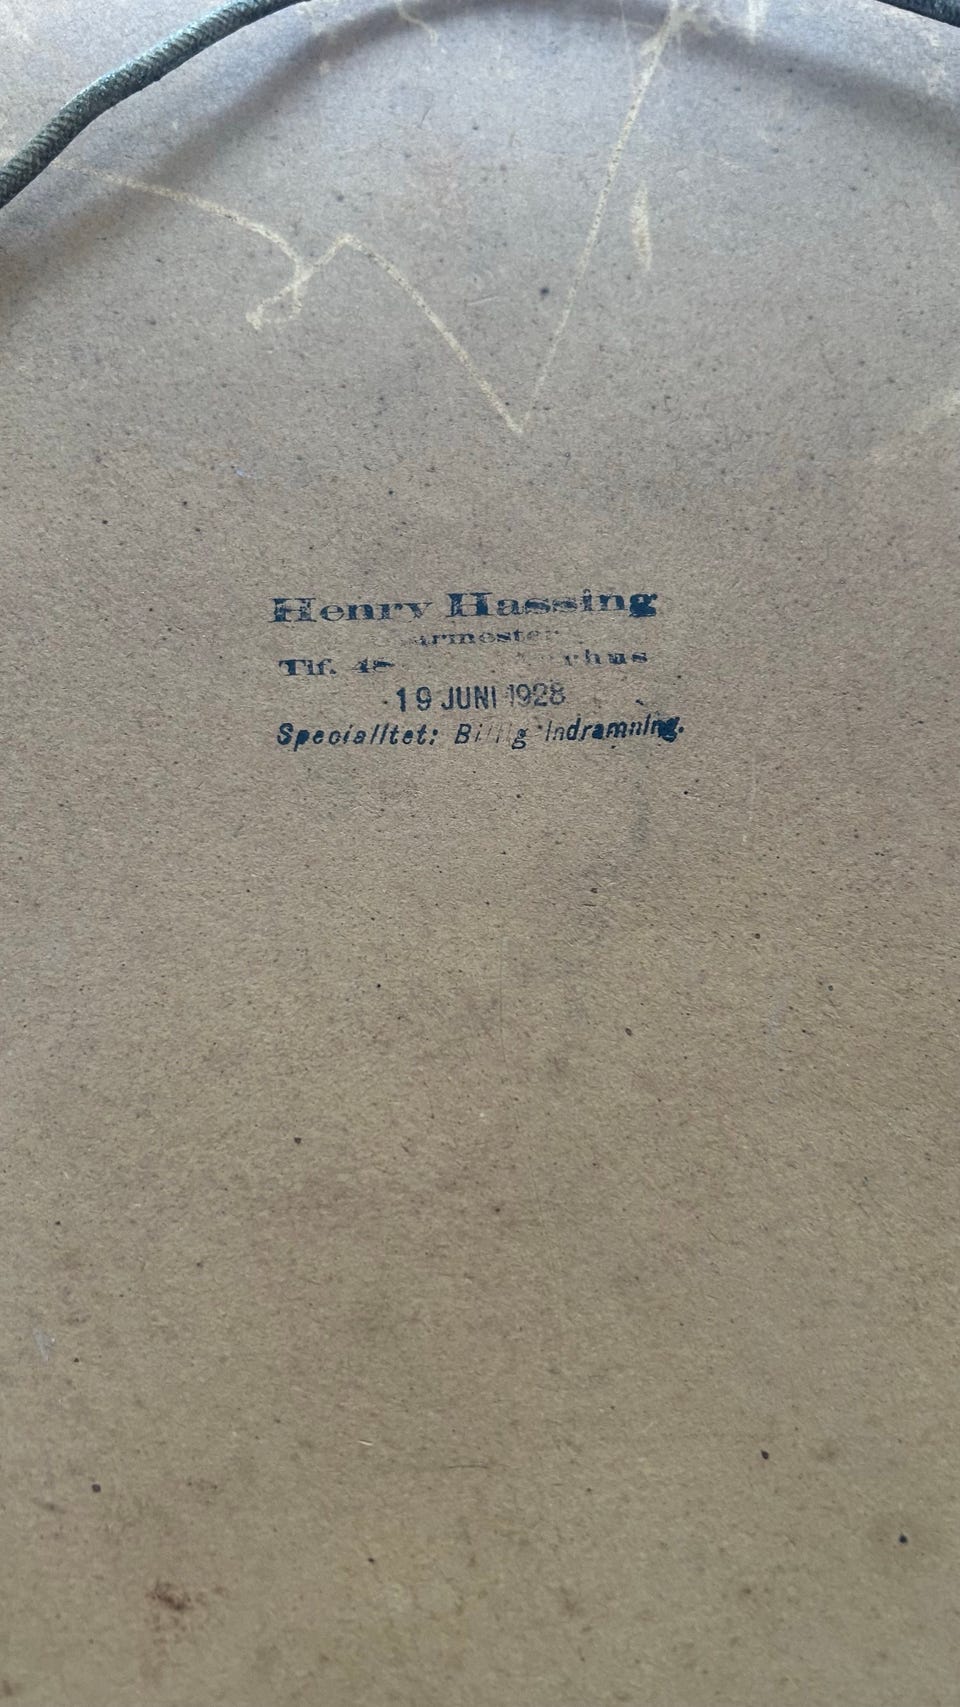 Henry Hassing
Tlf.
19 JUNI 1928
Specialitet: Billig Indramning.